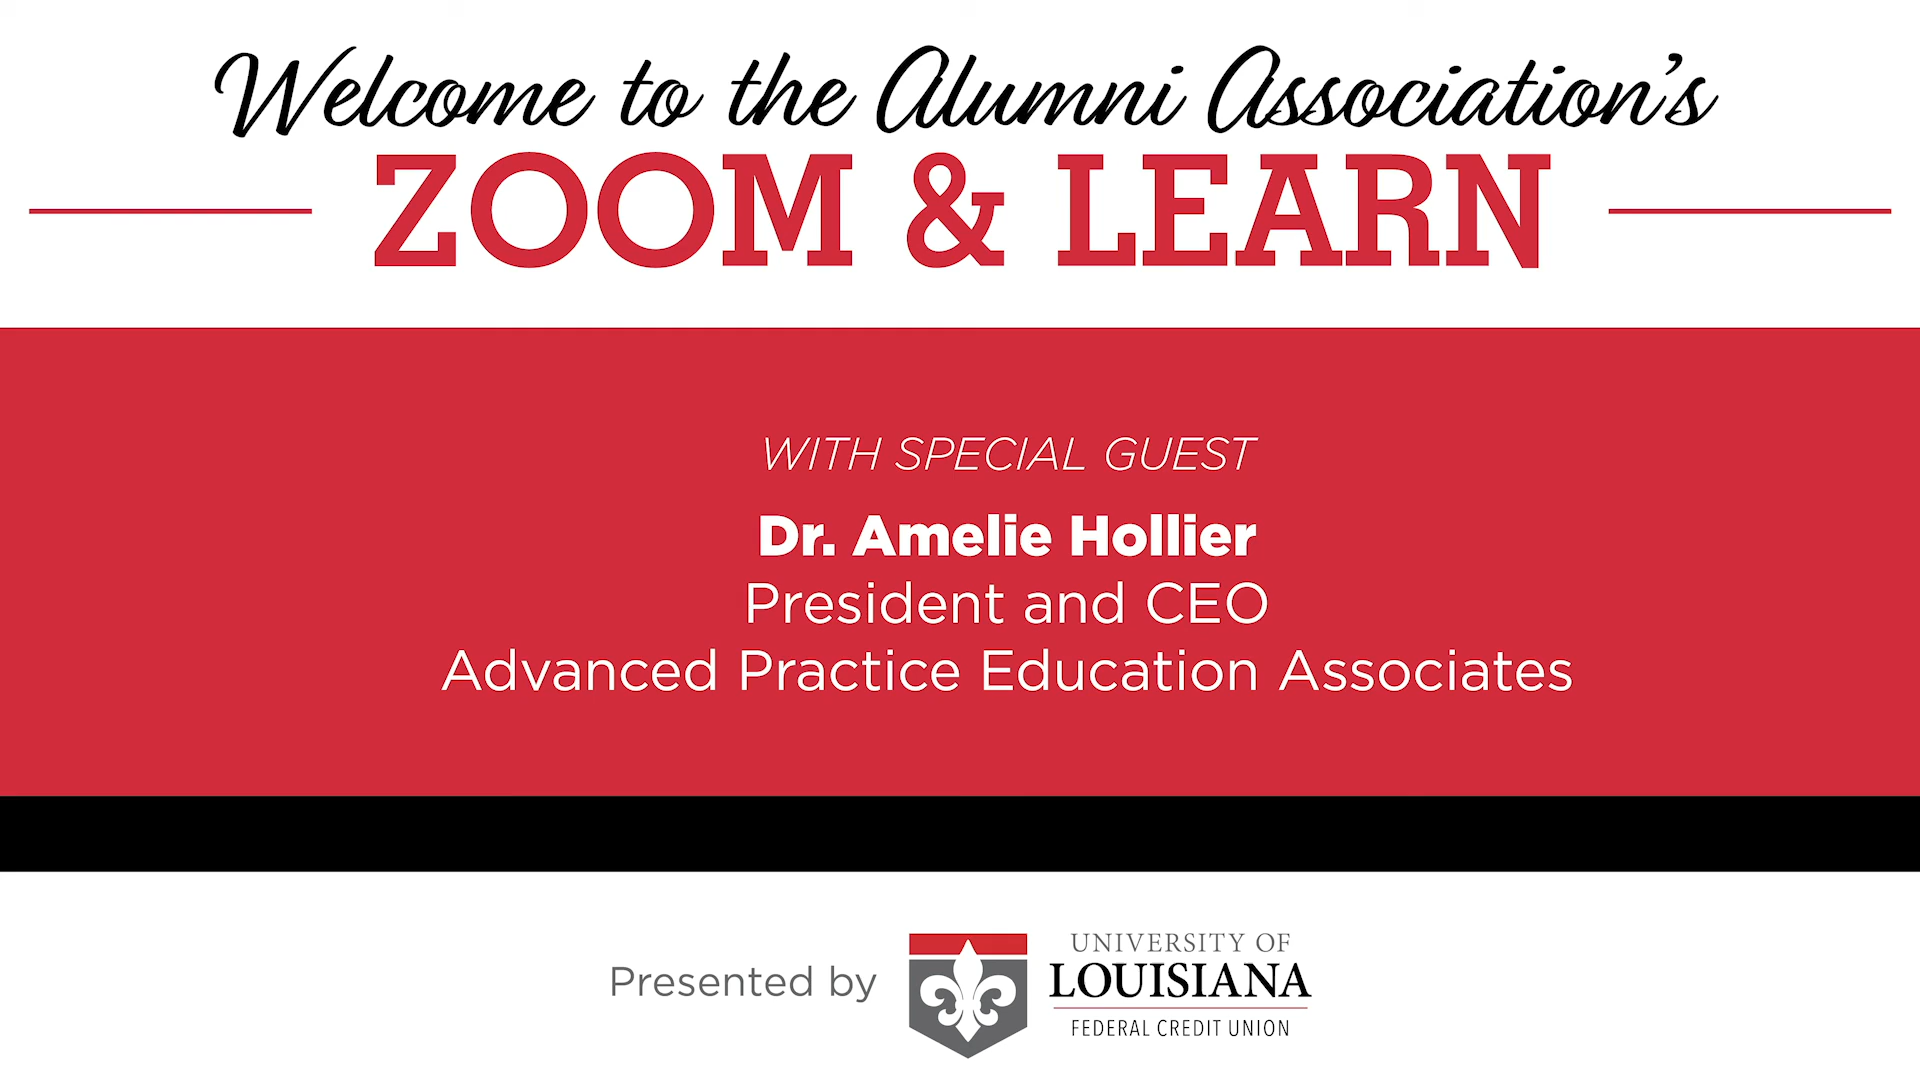 Welcome to the Alumni Association's
ZOOM & LEARN
WITH SPECIAL GUEST
Dr. Amelie Hollier
President and CEO
Advanced Practice Education Associates
Presented by
UNIVERSITY OF
LOUISIANA
FEDERAL CREDIT UNION